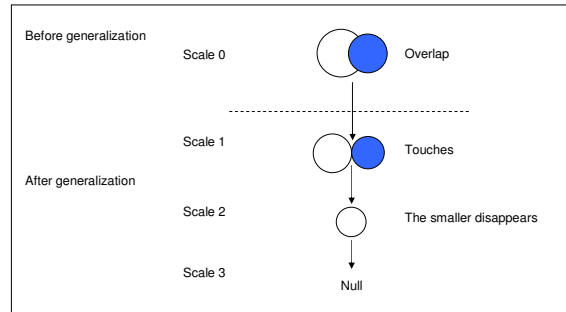 Before generalization
Scale 0
Overlap
Scale 1
Touches
After generalization
Scale 2
The smaller disappears
Scale 3
Null